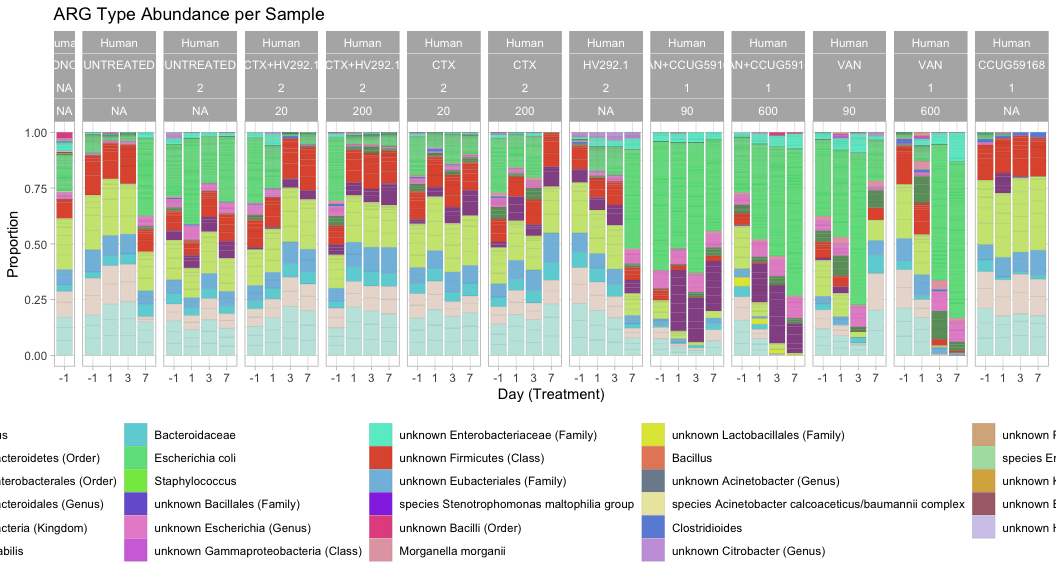 ARG Type Abundance per Sample
Human Human Human Human Human Human Human Human Human Human Human Human
UNTREATED UNTREATED CTX+HV292.1 CTX+HV292.1 CTX CTX HV292.1 AN+CCUG591 AN+CCUG591 VAN VAN CCUG59168
NA 1 2 2 2 2 2 2 1 1 1 1 1
NA NA NA 20 200 20 200 NA 90 600 90 600 NA
1.00
0.75
0.50
0.25
0.00
Proportion
-1 -1 1 3 7 -1 1 3 7 -1 1 3 7 -1 1 3 7 -1 1 3 7 -1 1 3 7 -1 1 3 7 -1 1 3 7 -1 1 3 7 -1 1 3 7 -1 1 3 7 -1 1 3 7
Day (Treatment)
us Bacteroidaceae unknown Enterobacteriaceae (Family) unknown Lactobacillales (Family) unknown
cteroidetes (Order) Escherichia coli unknown Firmicutes (Class) Bacillus species
nterobacterales (Order) Staphylococcus unknown Eubacteriales (Family) unknown Acinetobacter (Genus) unknown
cteroidales (Genus) unknown Bacillales (Family) species Stenotrophomonas maltophilia group species Acinetobacter calcoaceticus/baumannii complex unknown
cteria (Kingdom) unknown Escherichia (Genus) unknown Bacilli (Order) Clostridioides unknown
abilis unknown Gammaproteobacteria (Class) Morganella morganii unknown Citrobacter (Genus)